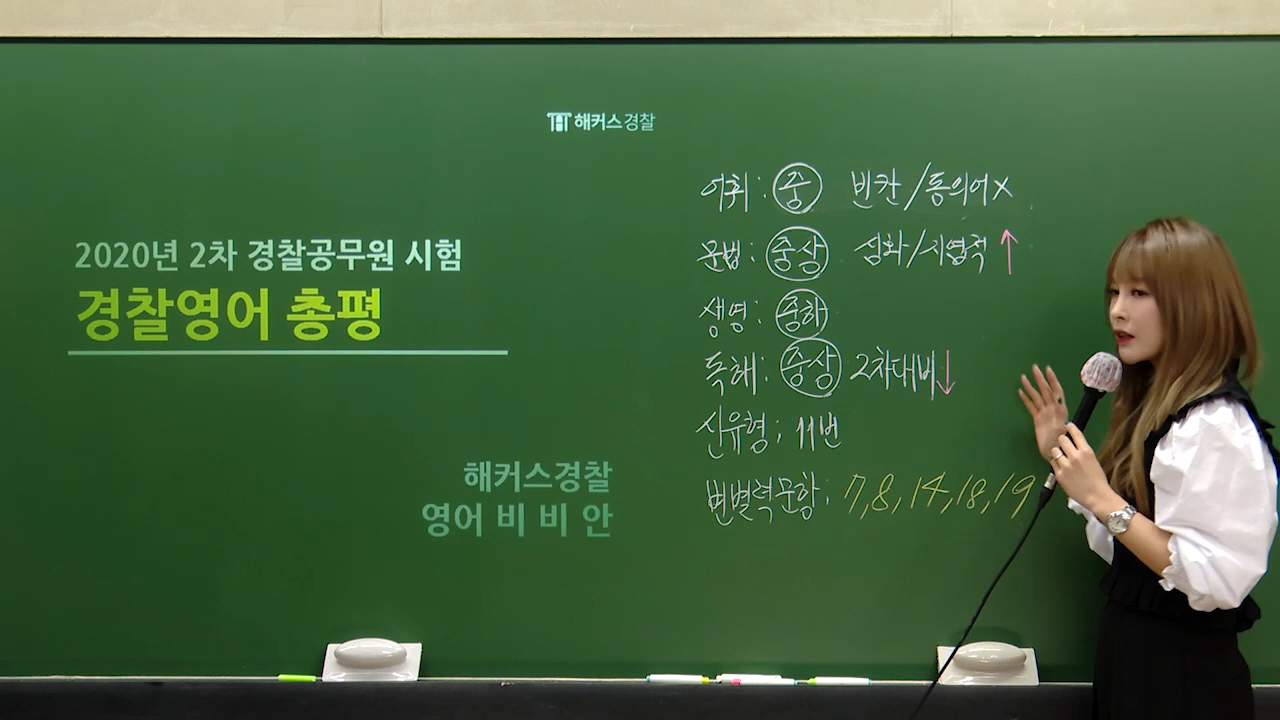 해커스경찰
2020년 2차 경찰공무원 시험
경찰영어 총평
해커스경찰
영어 비 비 안
어휘 : 중 빈칸/동의어X
문법 : 중상 심화/지엽적 ↑
생영 : 중하
독해 : 중상 2차대비↓
신유형 ; 11번
변별력문항 ; 7,8,14,18,19